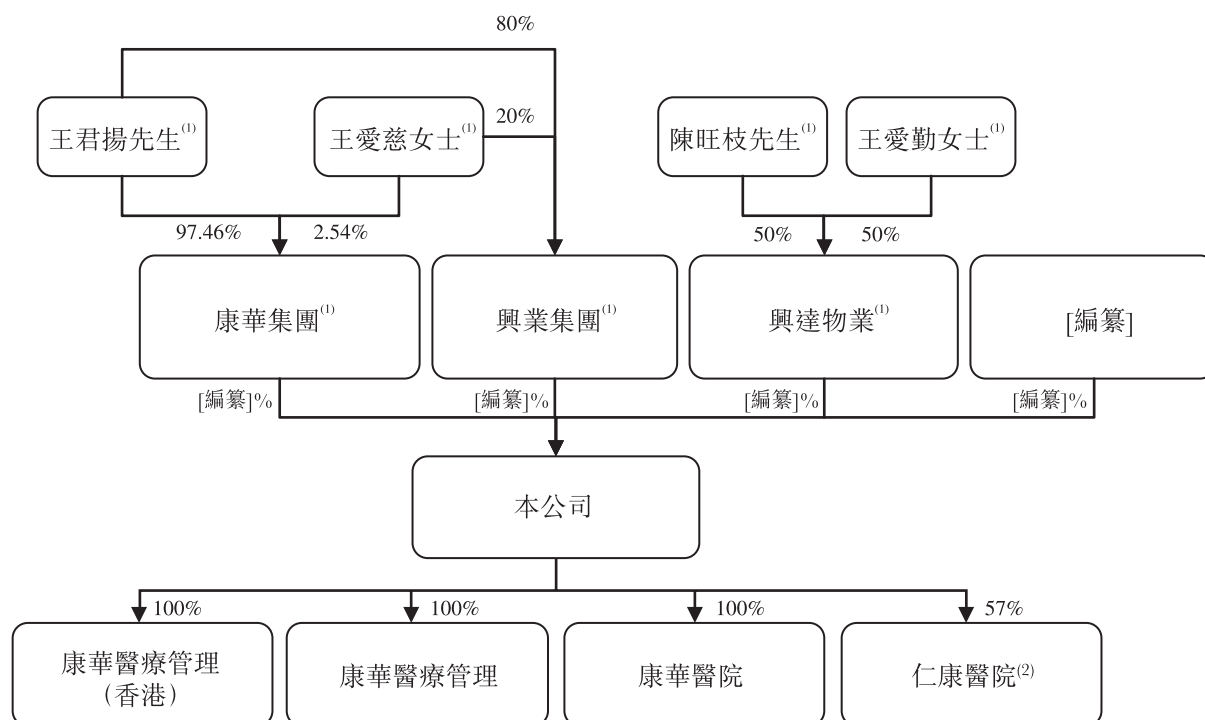 80%
王君揚先生(1)
王愛慈女士(1)
20%
陳旺枝先生(1)
王愛勤女士(1)
97.46%
2.54%
50%
50%
康華集團(1)
興業集團(1)
興達物業(1)
[編纂]
[編纂]%
[編纂]%
[編纂]%
[編纂]%
本公司
100%
100%
100%
57%
康華醫療管理
(香港)
康華醫療管理
康華醫院
仁康醫院(2)